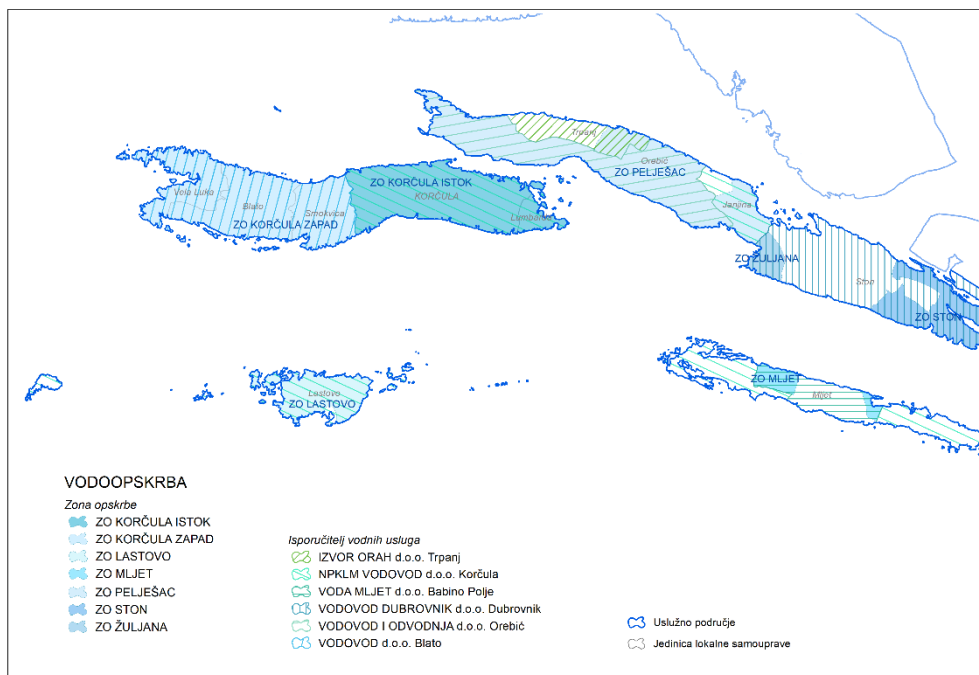 Trpanj
Orebić
ZO PELJEŠAC
ZO KORČULA ISTOK
KORČULA
Vela Luka
Blato
Smokvica
Lumbarda
ZO KORČULA ZAPAD
Janjina
ZO ŽULJANA
Ston
ZO STON
ZO MLJET
Mljet
Lastovo
ZO LASTOVO
VODOOPSKRBA
Zona opskrbe
ZO KORČULA ISTOK
ZO KORČULA ZAPAD
ZO LASTOVO
ZO MLJET
ZO PELJEŠAC
ZO STON
ZO ŽULJANA
Isporučitelj vodnih usluga
IZVOR ORAH d.o.o. Trpanj
NPKLM VODOVOD d.o.o. Korčula
VODA MLJET d.o.o. Babino Polje
VODOVOD DUBROVNIK d.o.o. Dubrovnik
VODOVOD I ODVODNJA d.o.o. Orebić
VODOVOD d.o.o. Blato
Uslužno područje
Jedinica lokalne samouprave